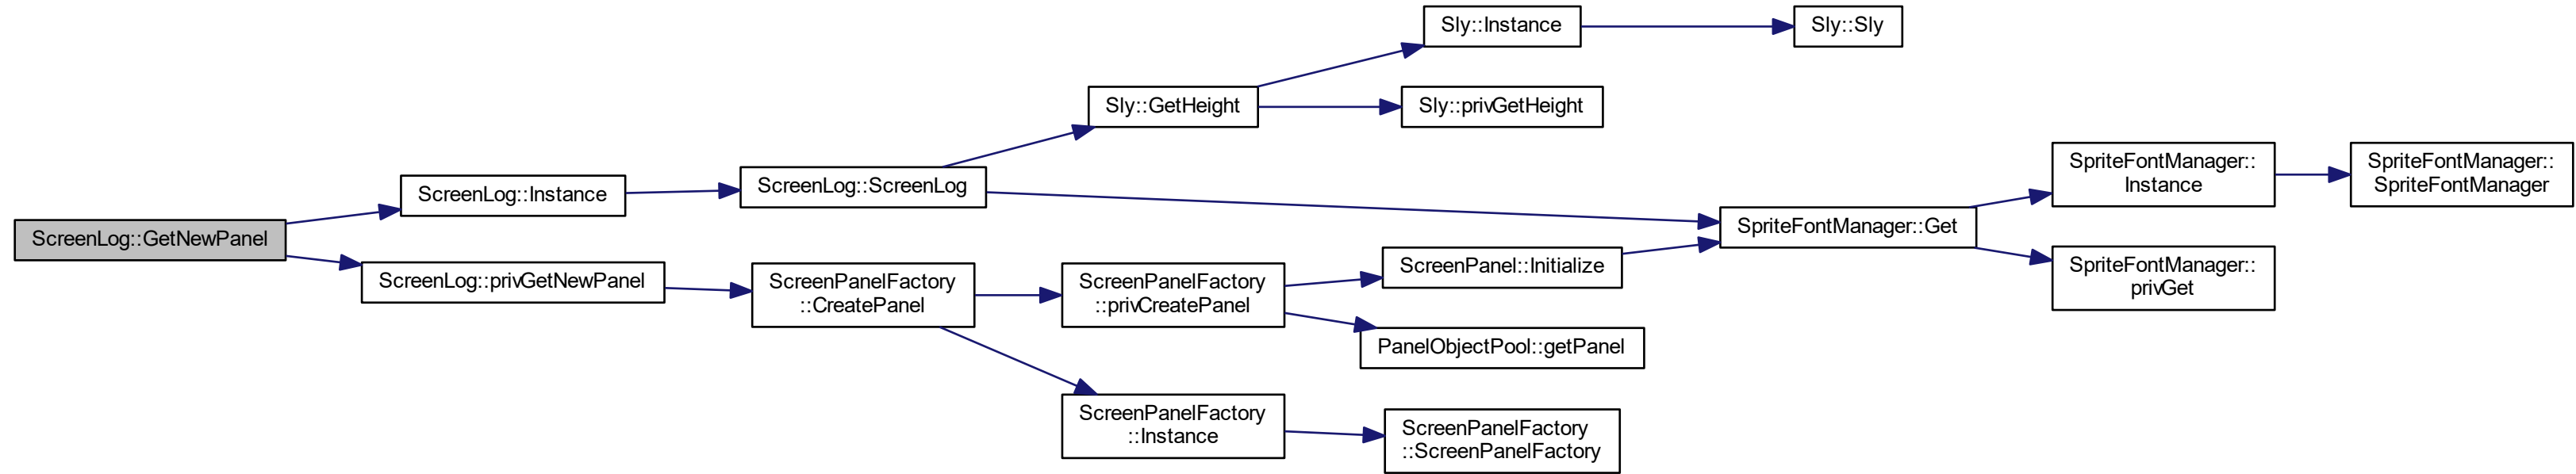 Sly::Instance
Sly::Sly
Sly::GetHeight
Sly::privGetHeight
SpriteFontManager::
Instance
SpriteFontManager::
SpriteFontManager
ScreenLog::Instance
ScreenLog::ScreenLog
ScreenLog::GetNewPanel
SpriteFontManager::Get
ScreenLog::privGetNewPanel
ScreenPanelFactory
::CreatePanel
ScreenPanelFactory
::privCreatePanel
ScreenPanel::Initialize
SpriteFontManager::
privGet
PanelObjectPool::getPanel
ScreenPanelFactory
::Instance
ScreenPanelFactory
::ScreenPanelFactory